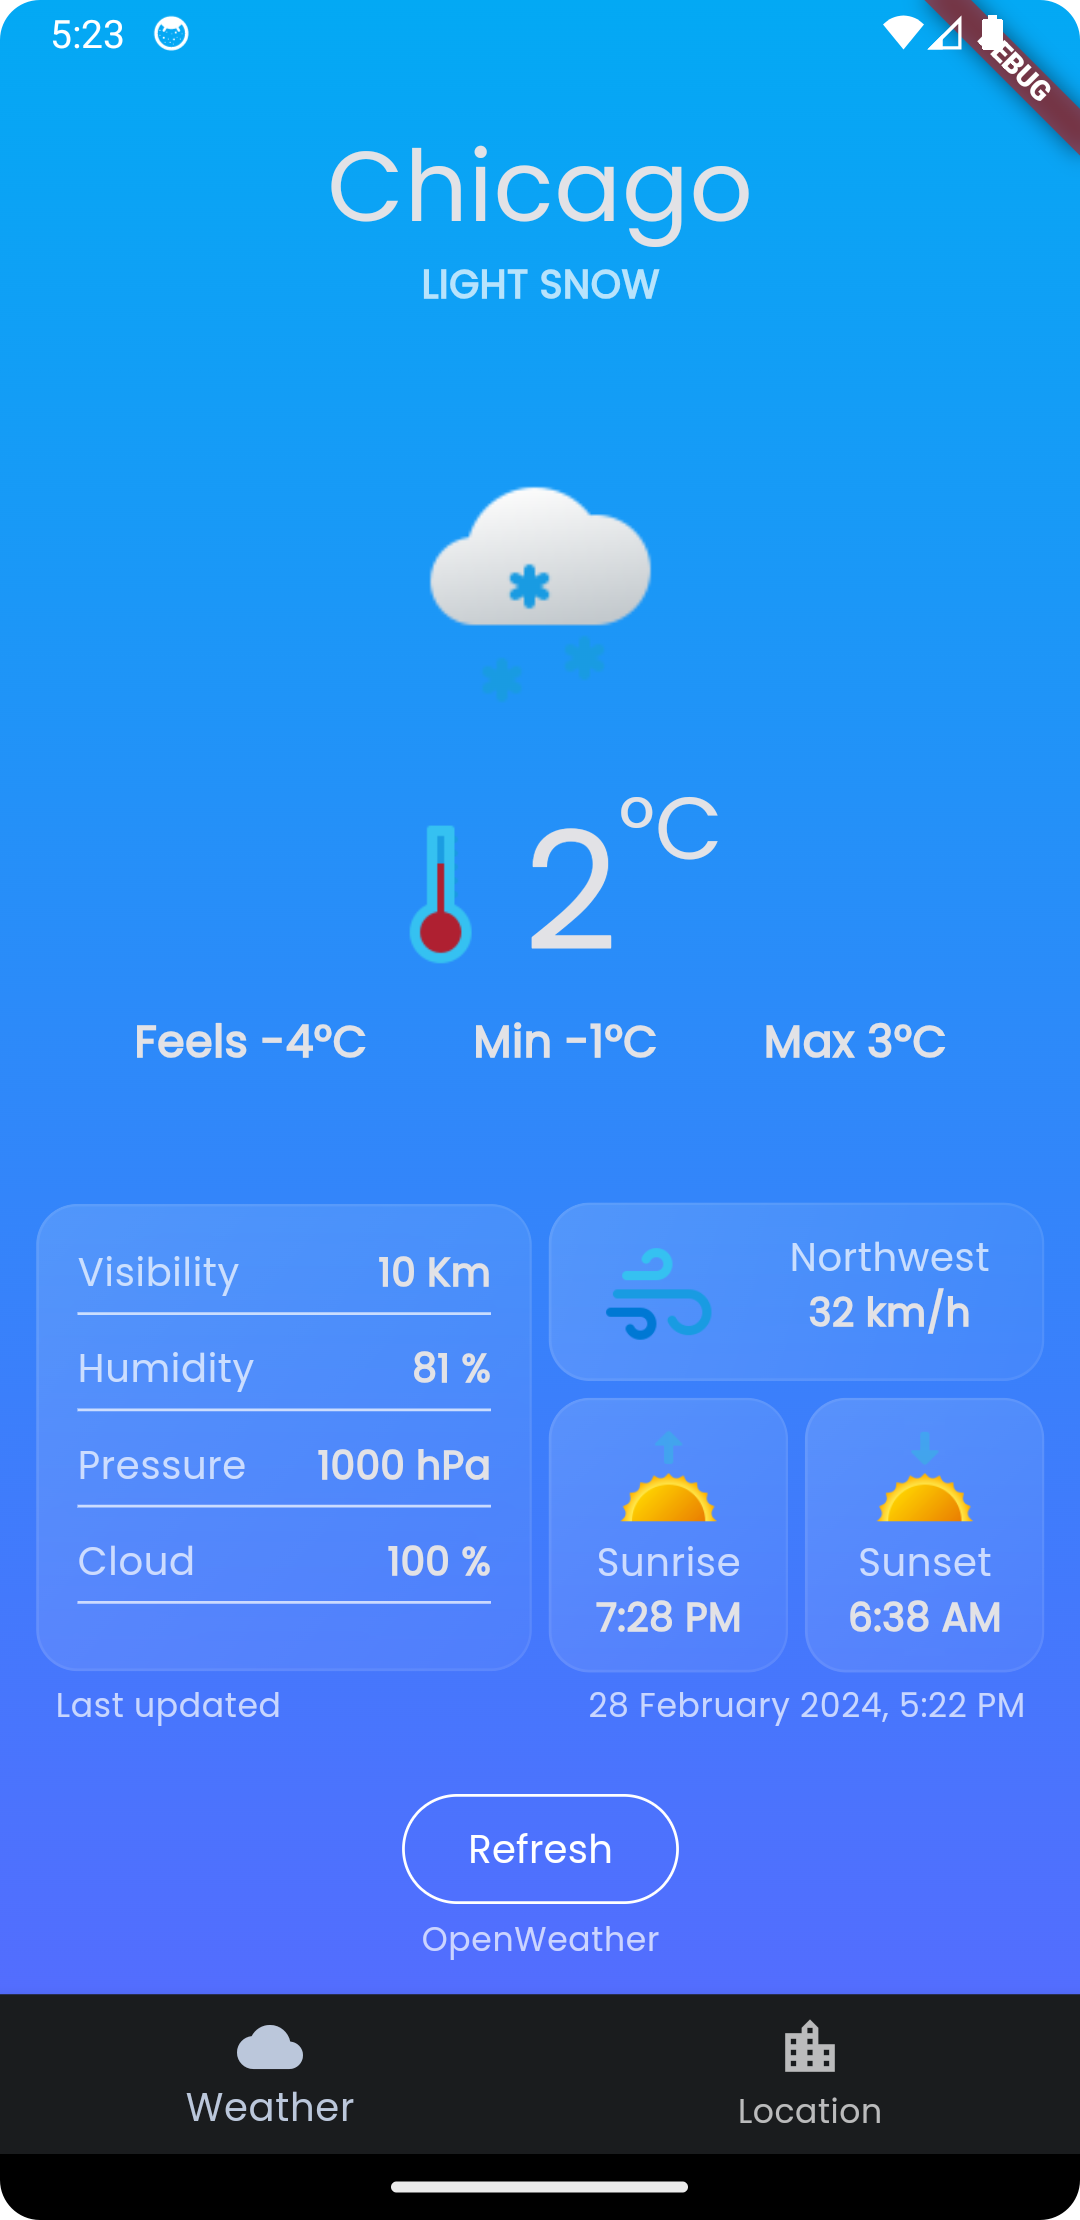 5:23
EBUG
Chicago
LIGHT SNOW
2°C
Feels -4°C Min -1°C Max 3°C
Visibility 10 Km
Humidity 81 %
Pressure 1000 hPa
Cloud 100 %
Northwest
32 km/h
Sunrise
7:28 PM
Sunset
6:38 AM
Last updated 28 February 2024, 5:22 PM
Refresh
OpenWeather
Weather
Location